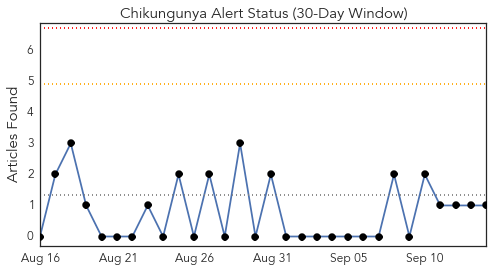 Chikungunya Alert Status (30-Day Window)
Articles Found
6
5
4
3
2
1
0
Aug 16 Aug 21 Aug 26 Aug 31 Sep 05 Sep 10